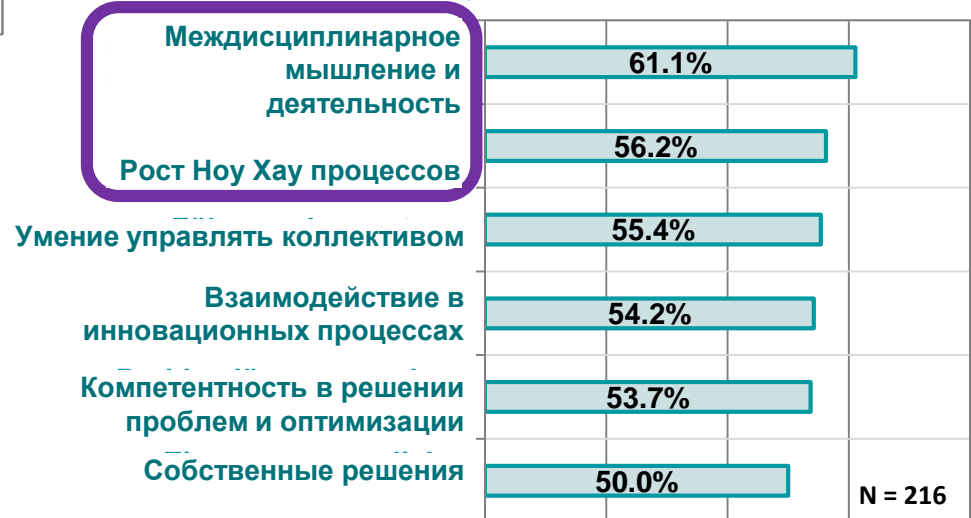 Междисциплинарное
мышление и
деятельность
61.1%
Рост Ноу Хау процессов
56.2%
Умение управлять коллективом
55.4%
Взаимодействие в
инновационных процессах
54.2%
Компетентность в решении
проблем и оптимизации
53.7%
Собственные решения
50.0%
N = 216